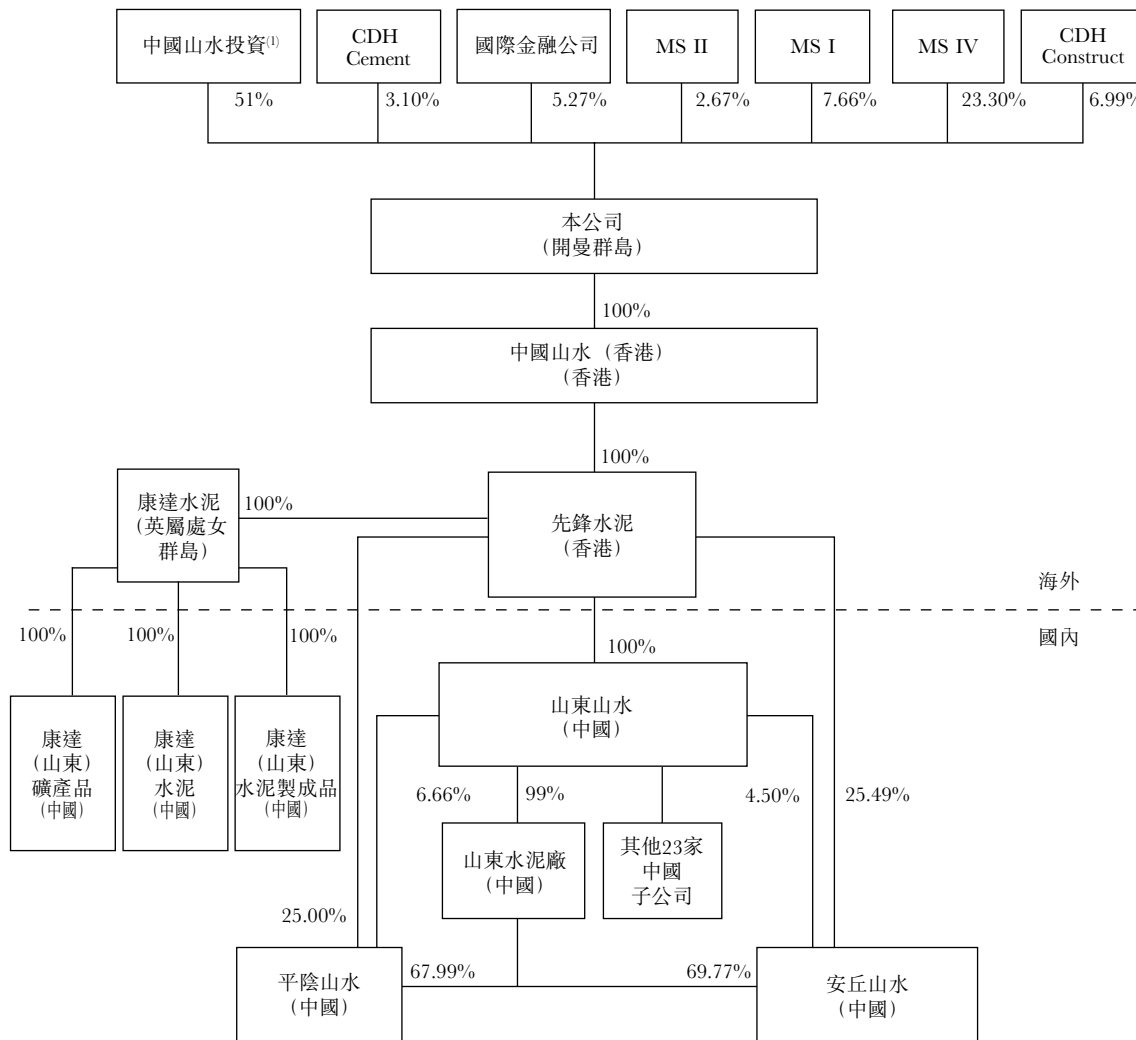 中國山水投資(1)
CDH
Cement
國際金融公司
MS II
MS I
MS IV
CDH
Construct
51%
3.10%
5.27%
2.67%
7.66%
23.30%
6.99%
本公司
(開曼群島)
100%
中國山水（香港）
(香港)
100%
康達水泥
(英屬處女
群島)
100%
先鋒水泥
(香港)
海外
國內
100%
100%
100%
100%
康達
(山東)
礦產品
(中國)
康達
(山東)
水泥
(中國)
康達
(山東)
水泥製成品
(中國)
山東山水
(中國)
6.66%
99%
4.50%
25.49%
山東水泥廠
(中國)
其他23家
中國
子公司
25.00%
平陰山水
(中國)
67.99%
69.77%
安丘山水
(中國)